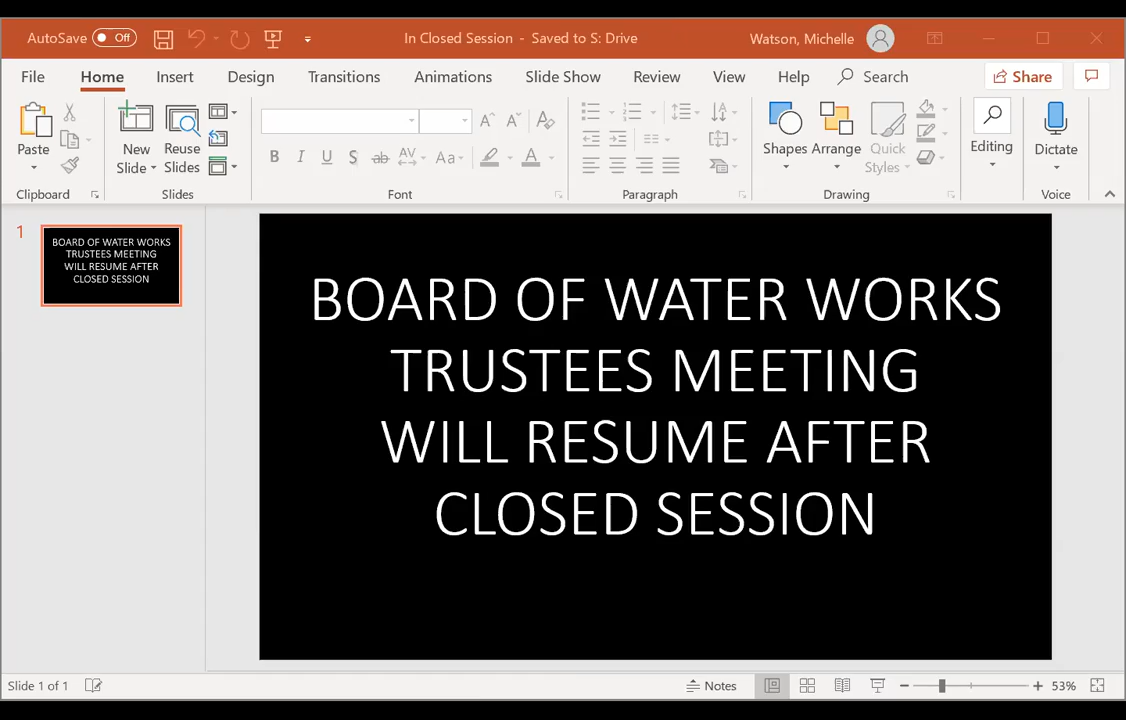 AutoSave Off In Closed Session - Saved to S: Drive Watson, Michelle
File Home Insert Design Transitions Animations Slide Show Review View Help Search Share
Paste
New Slide
Reuse Slides
B I U S ab AV Aa A
Shapes
Arrange
Quick Styles
Editing
Dictate
Clipboard Slides Font Paragraph Drawing Voice
1
BOARD OF WATER WORKS
TRUSTEES MEETING
WILL RESUME AFTER
CLOSED SESSION
BOARD OF WATER WORKS
TRUSTEES MEETING
WILL RESUME AFTER
CLOSED SESSION
Slide 1 of 1 Notes 53%